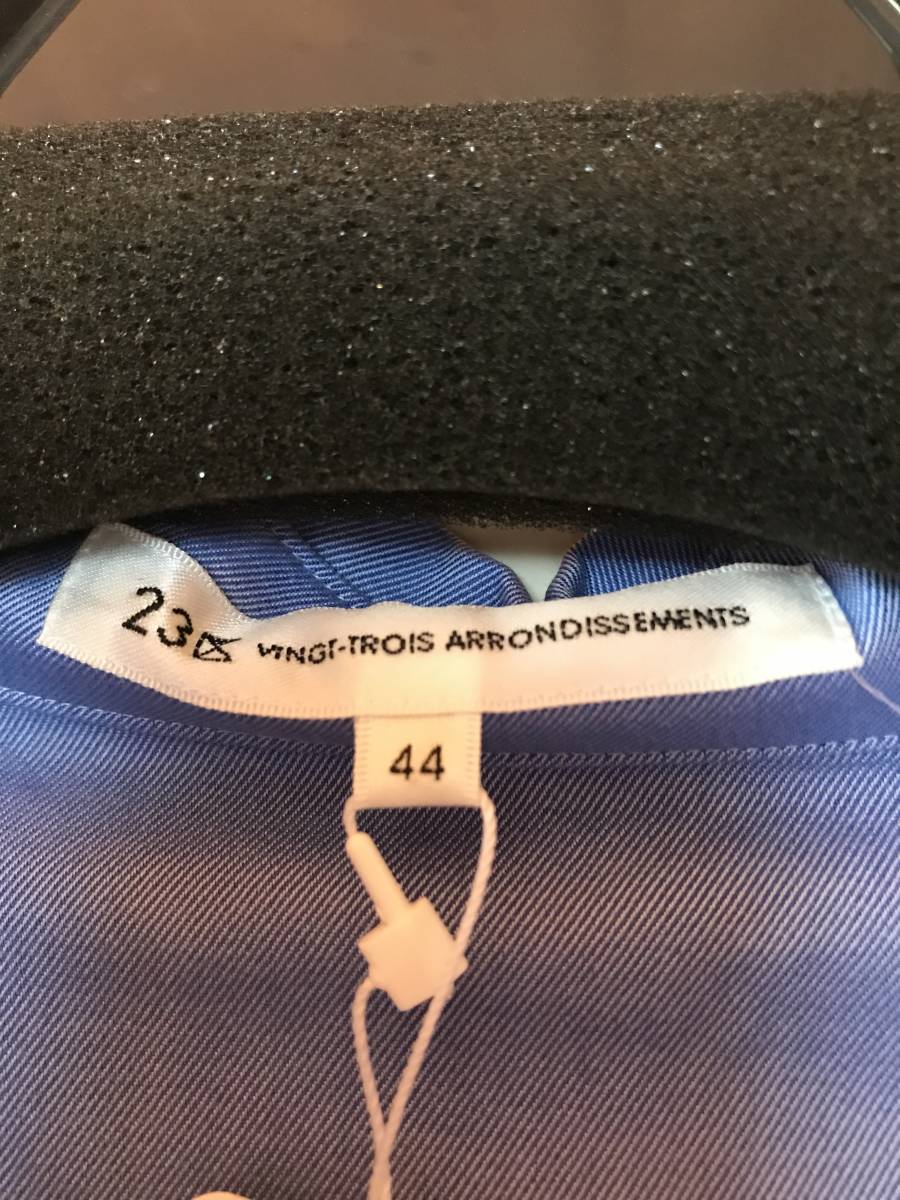 23区 VINGT-TROIS ARRONDISSEMENTS
44